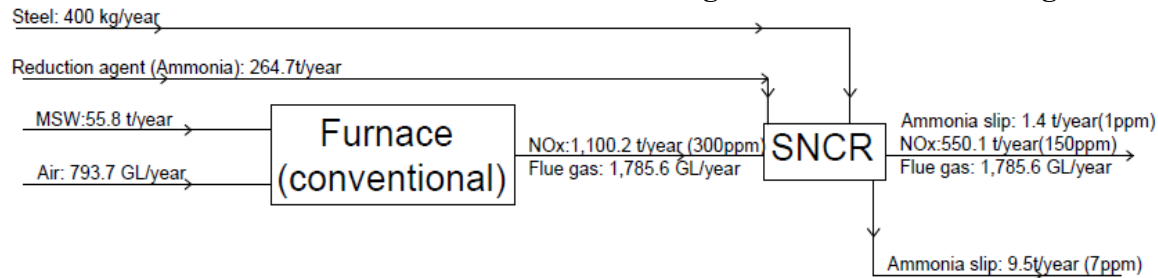 Steel: 400 kg/year
Reduction agent (Ammonia): 264.7t/year
MSW:55.8 t/year
Air: 793.7 GL/year
Furnace
(conventional)
NOx:1,100.2 t/year (300ppm)
Flue gas: 1,785.6 GL/year
SNCR
Ammonia slip: 1.4 t/year(1ppm)
NOx:550.1 t/year(150ppm)
Flue gas: 1,785.6 GL/year
Ammonia slip: 9.5t/year (7ppm)